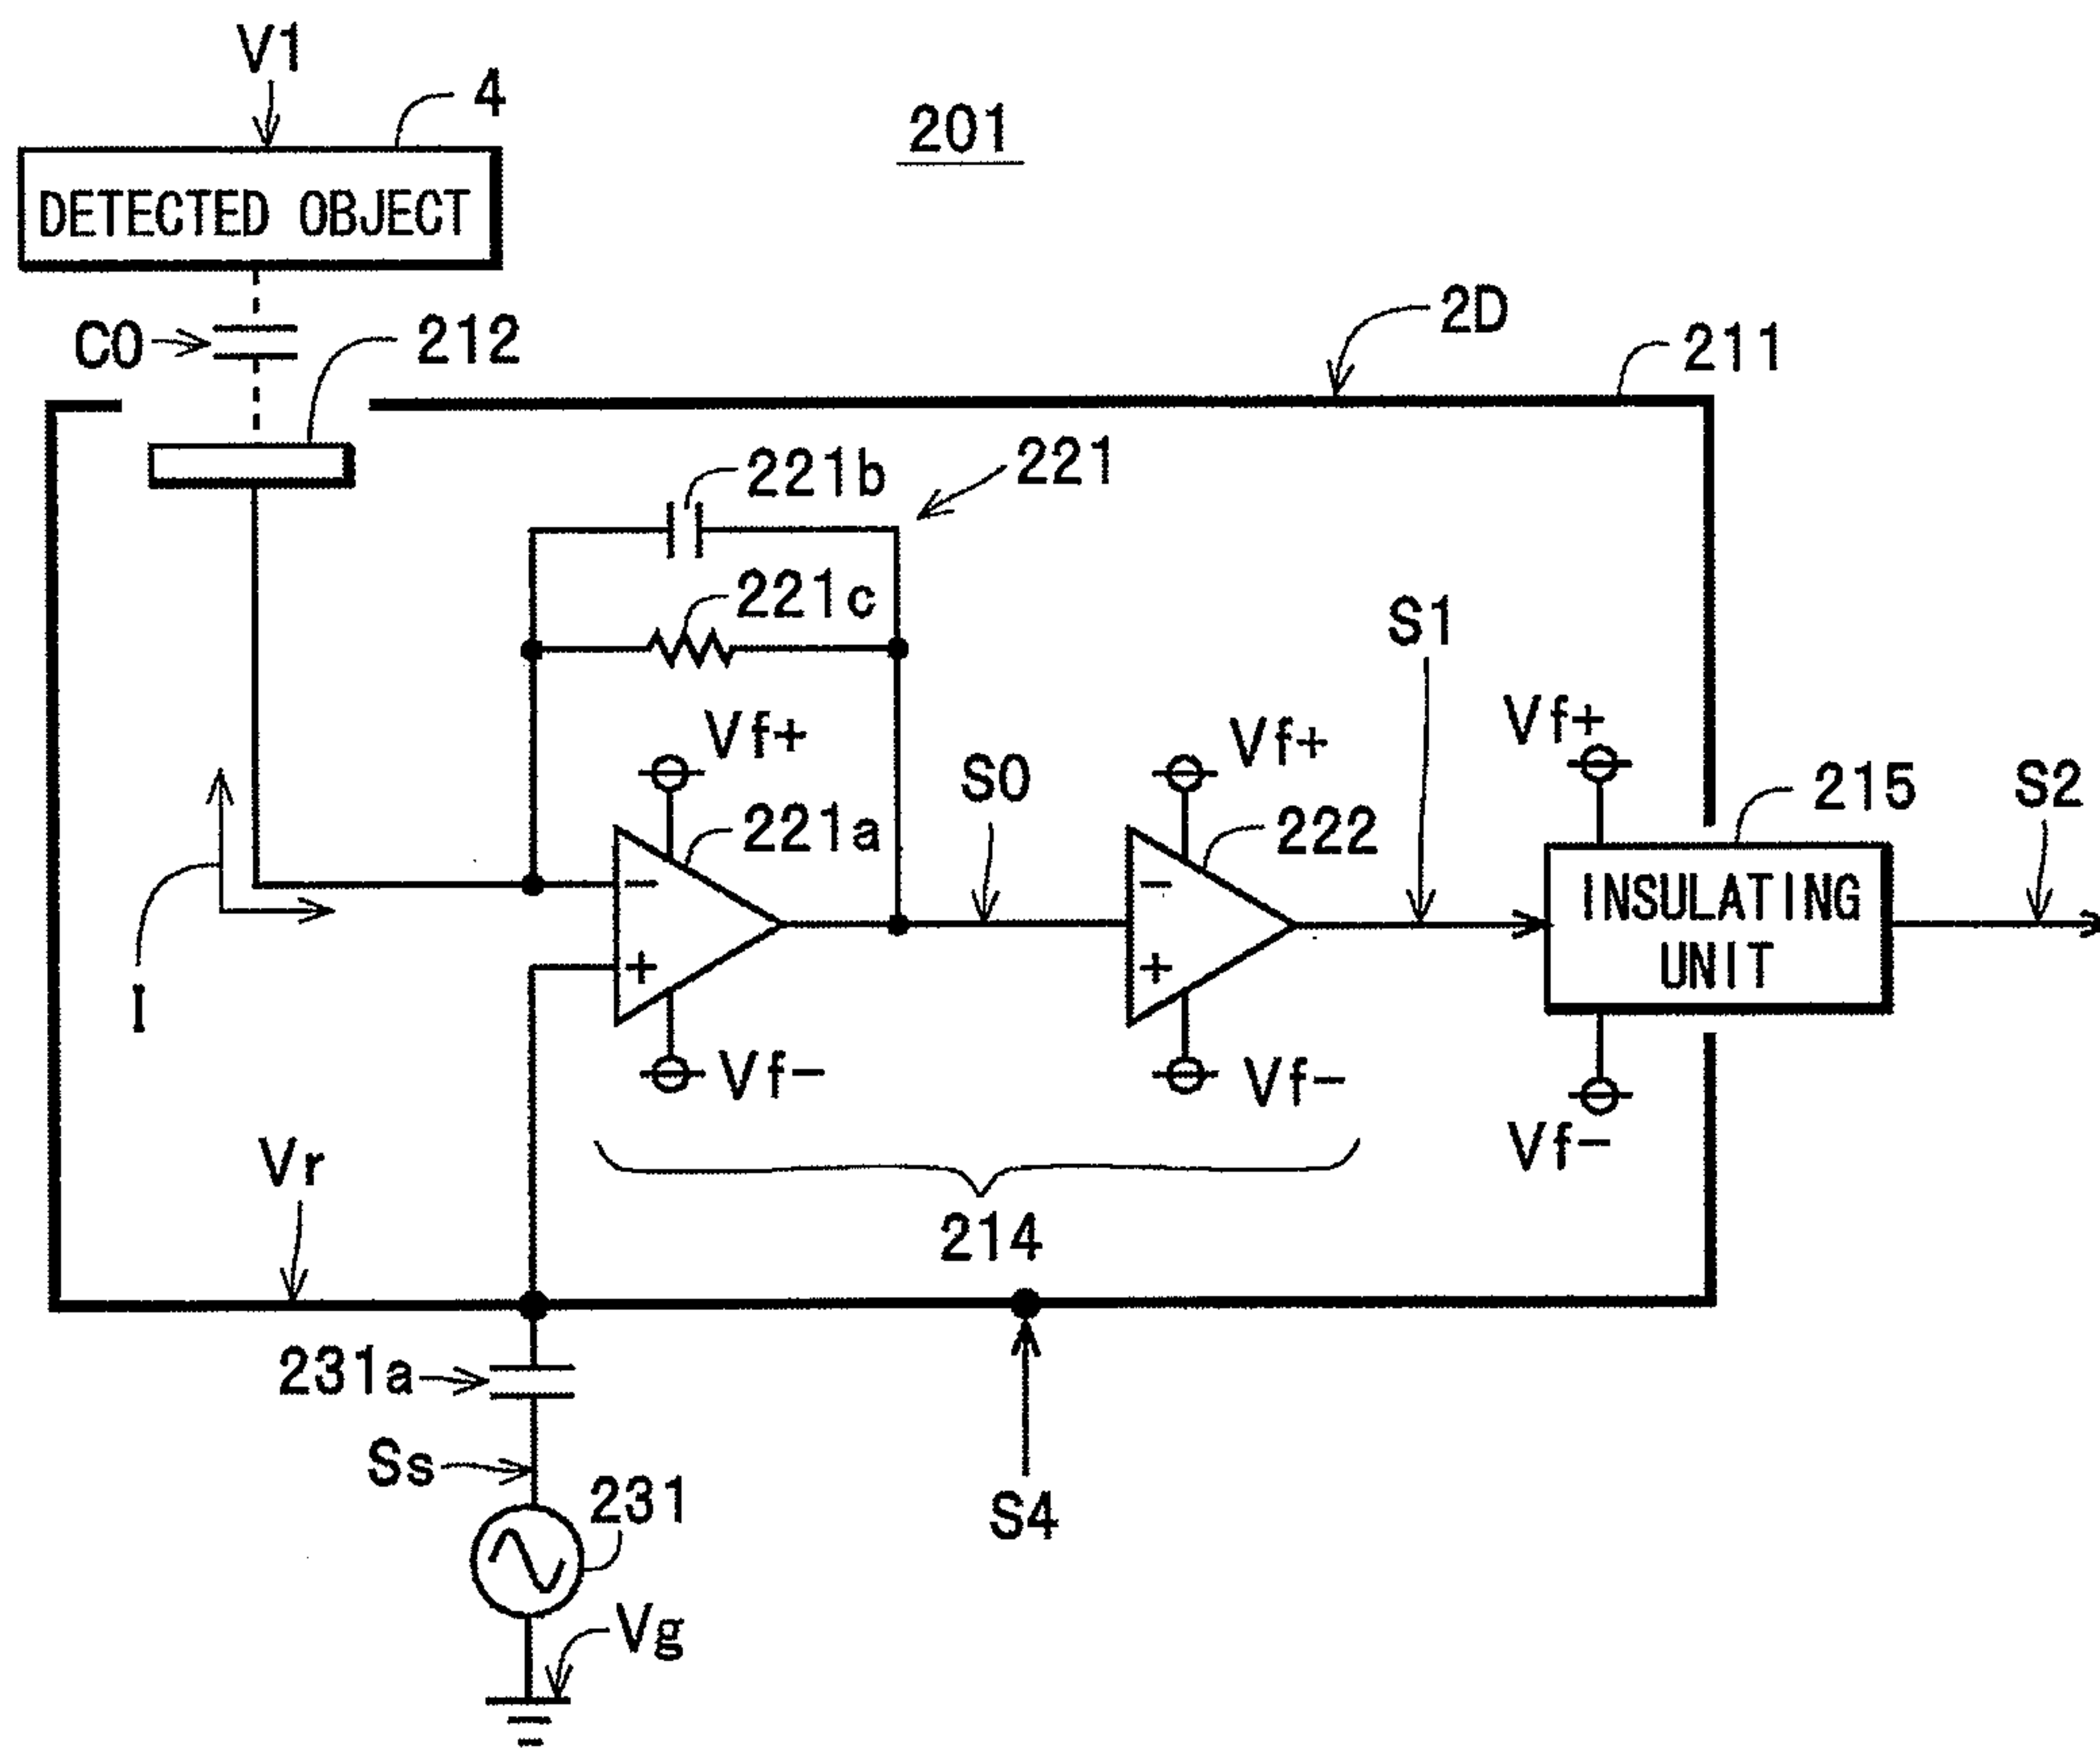 V1
4
201
DETECTED OBJECT
C0
212
2D
211
221b
221
221c
S1
Vf+
Vf+
Vf+
S0
221a
222
215
S2
−
−
INSULATING
UNIT
+
+
I
Vf−
Vf−
Vf−
Vr
214
231a
Ss
231
S4
Vg